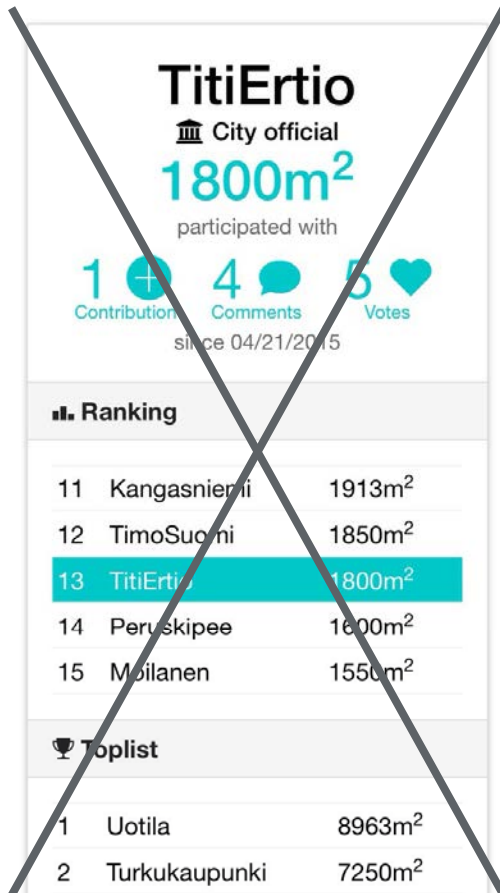 TitiErtio
City official
1800m²
participated with
1 4 5
Contribution Comments Votes
since 04/21/2015
Ranking
11 Kangasniemi 1913m²
12 TimoSuomi 1850m²
13 TitiErtio 1800m²
14 Peruskipee 1600m²
15 Moilanen 1550m²
Toplist
1 Uotila 8963m²
2 Turkukaupunki 7250m²